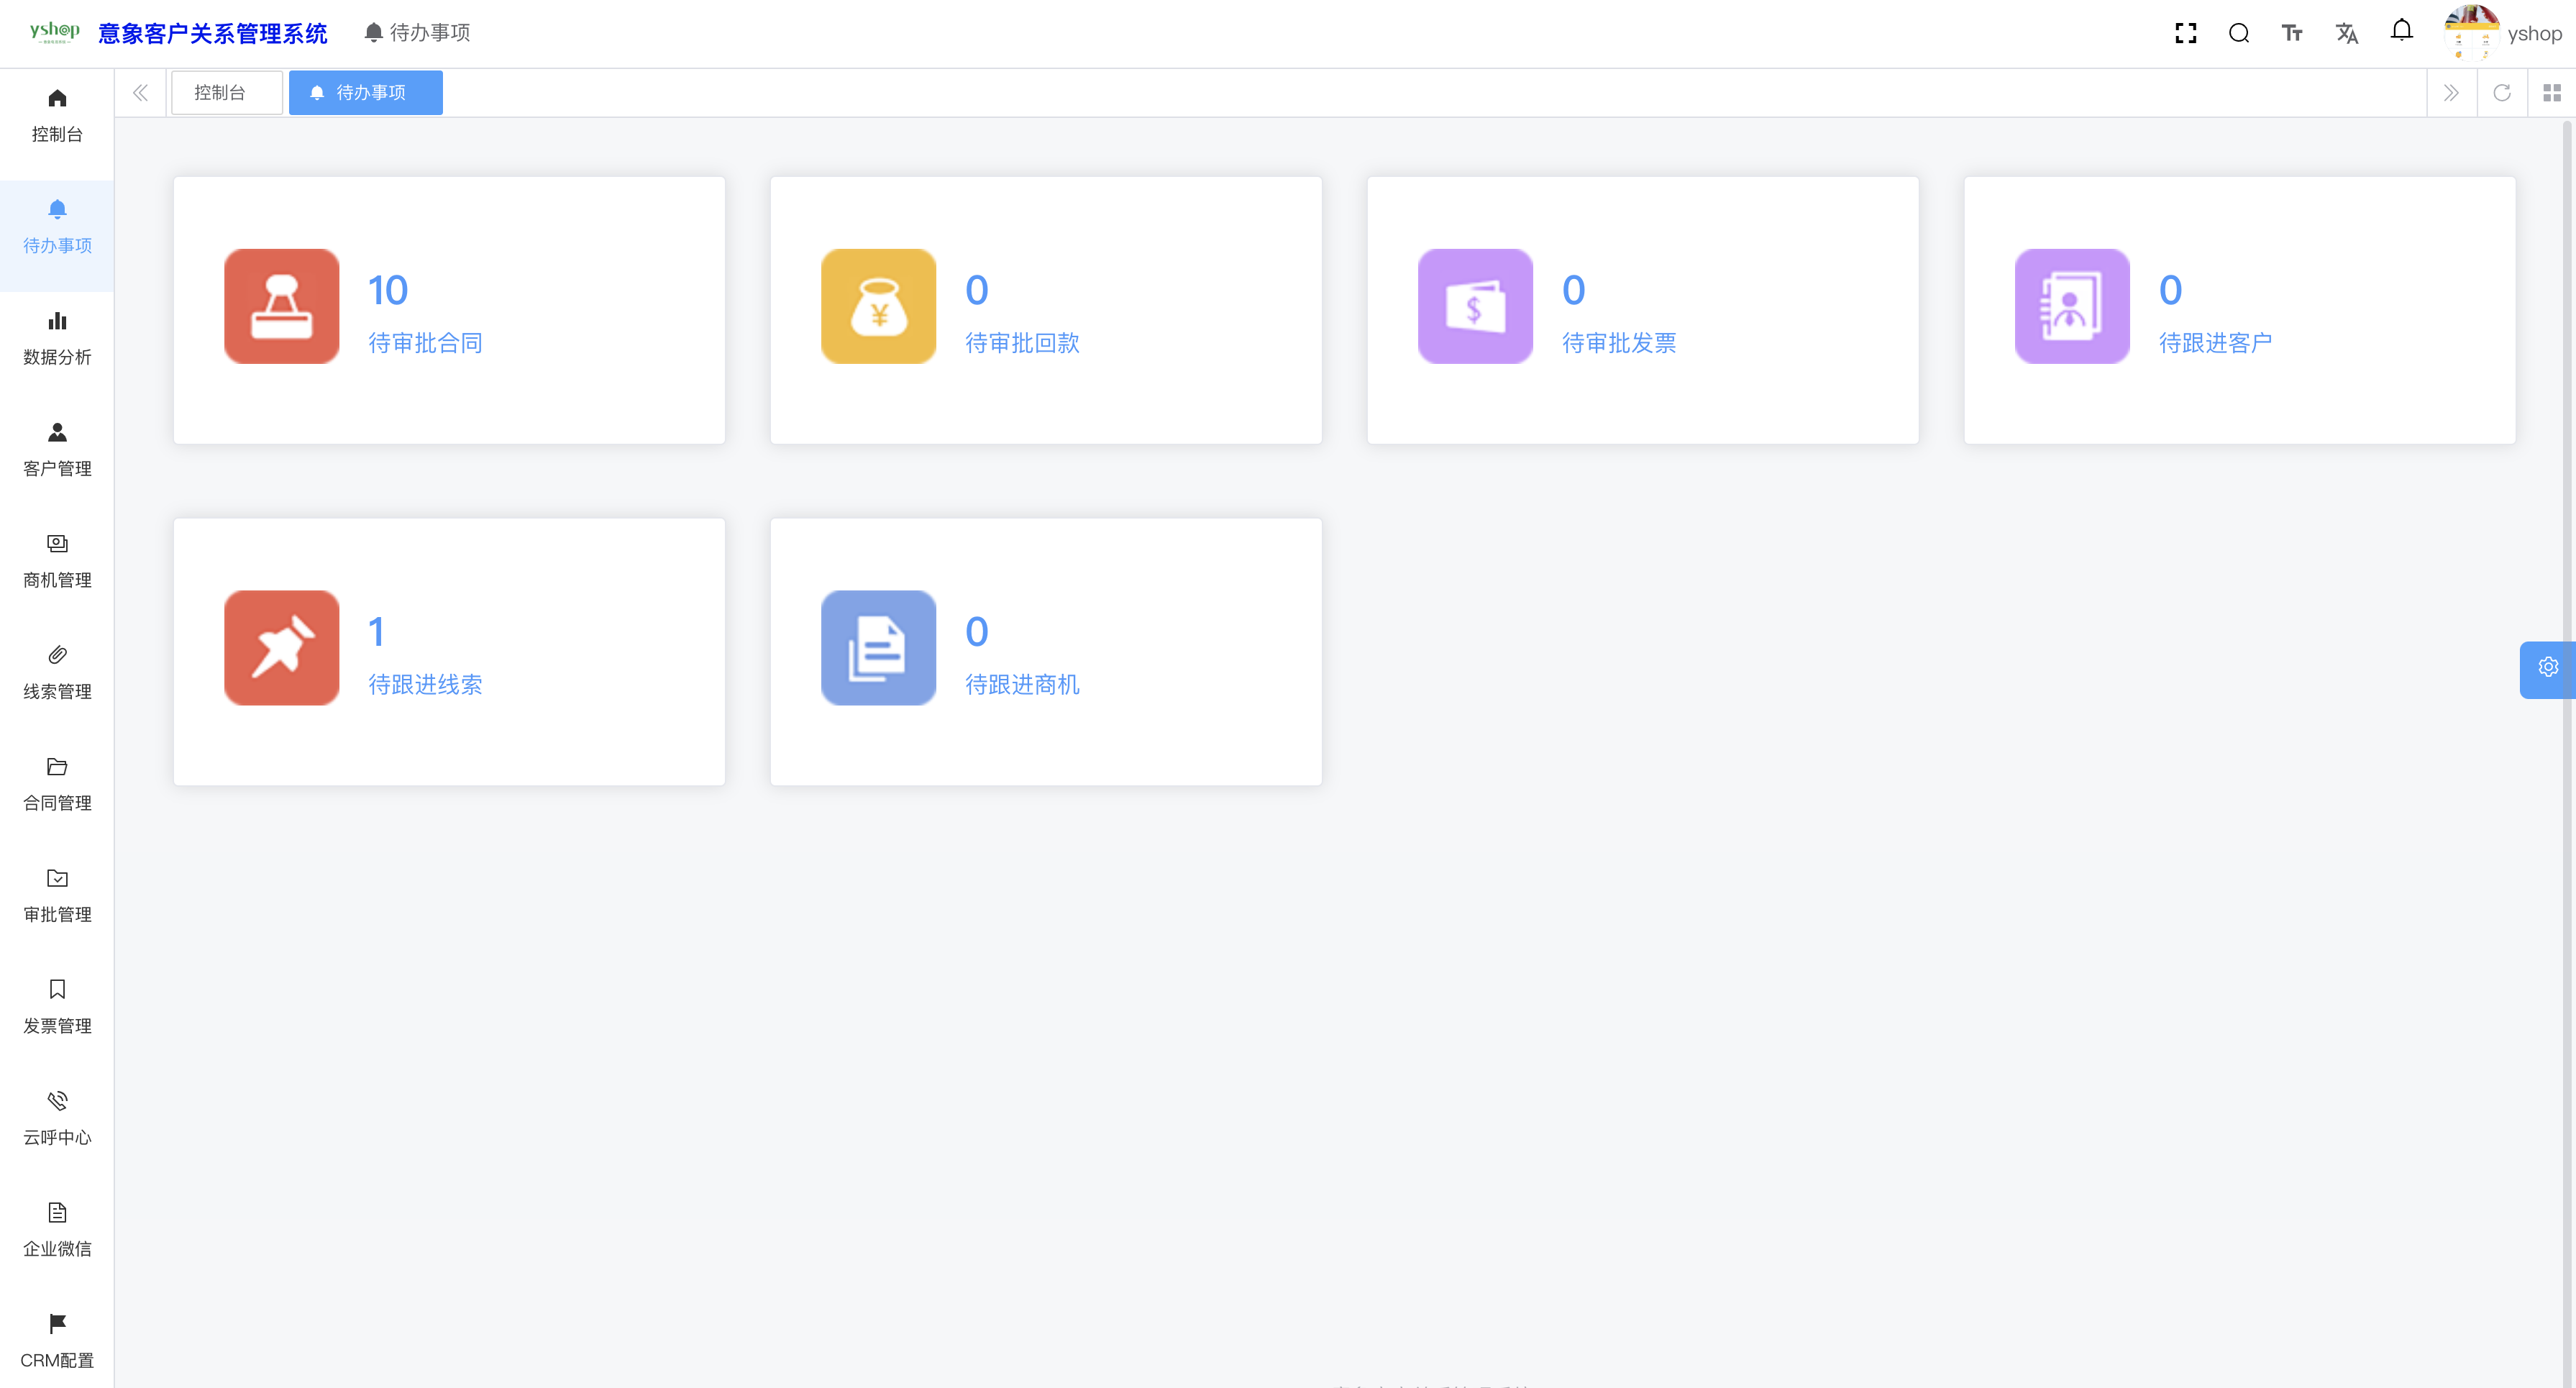 yshop
意象客户关系管理系统
待办事项
yshop
控制台
待办事项
控制台
待办事项
数据分析
客户管理
商机管理
线索管理
合同管理
审批管理
发票管理
云呼中心
企业微信
CRM配置
10
待审批合同
0
待审批回款
0
待审批发票
0
待跟进客户
1
待跟进线索
0
待跟进商机